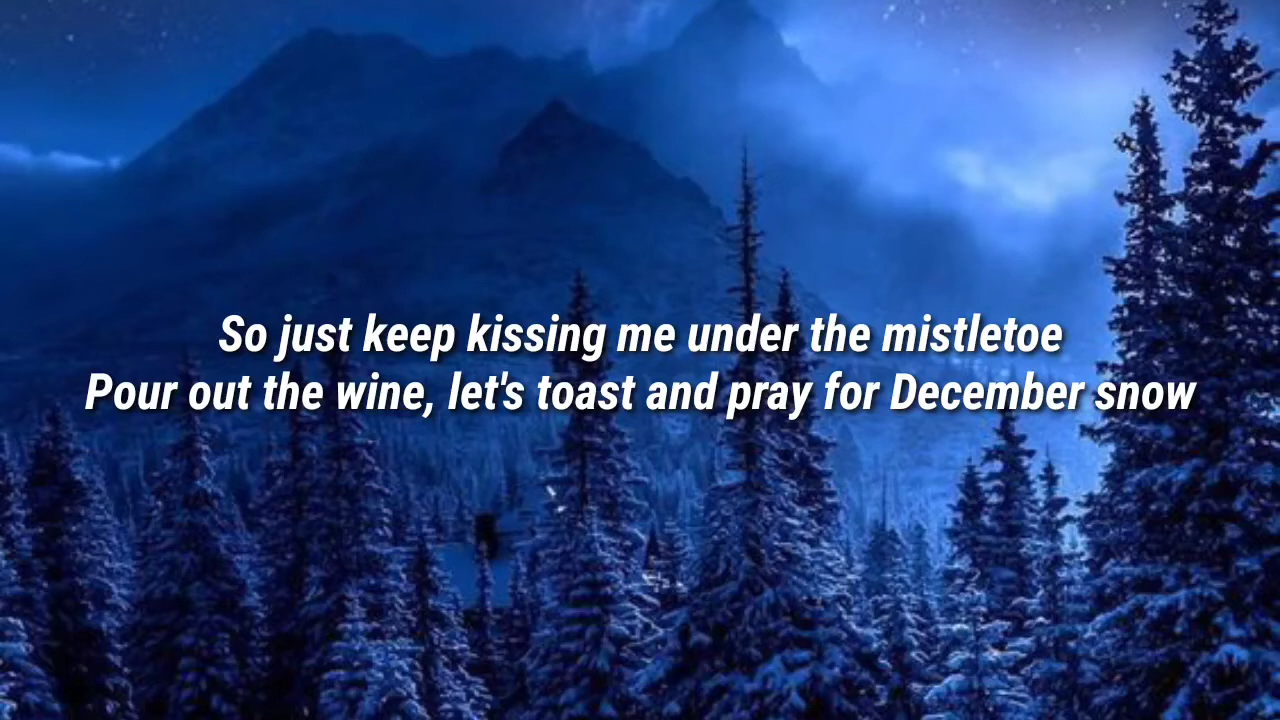 So just keep kissing me under the mistletoe
Pour out the wine, let's toast and pray for December snow